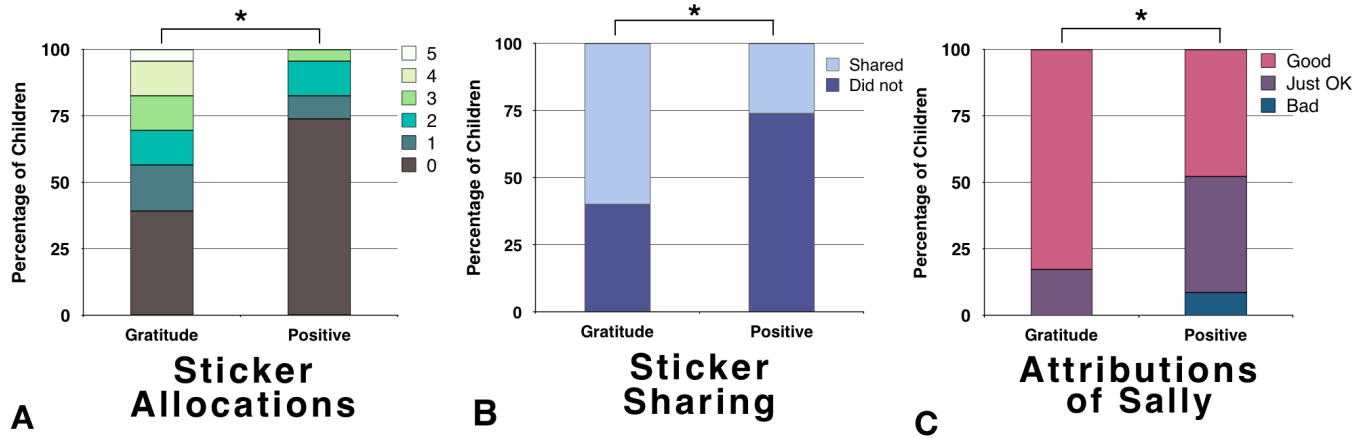 *
100
75
50
25
0
Percentage of Children
Gratitude
Positive
5
4
3
2
1
0
Sticker
Allocations
A
*
100
75
50
25
0
Percentage of Children
Gratitude
Positive
Shared
Did not
Sticker
Sharing
B
*
100
75
50
25
0
Percentage of Children
Gratitude
Positive
Good
Just OK
Bad
Attributions
of Sally
C